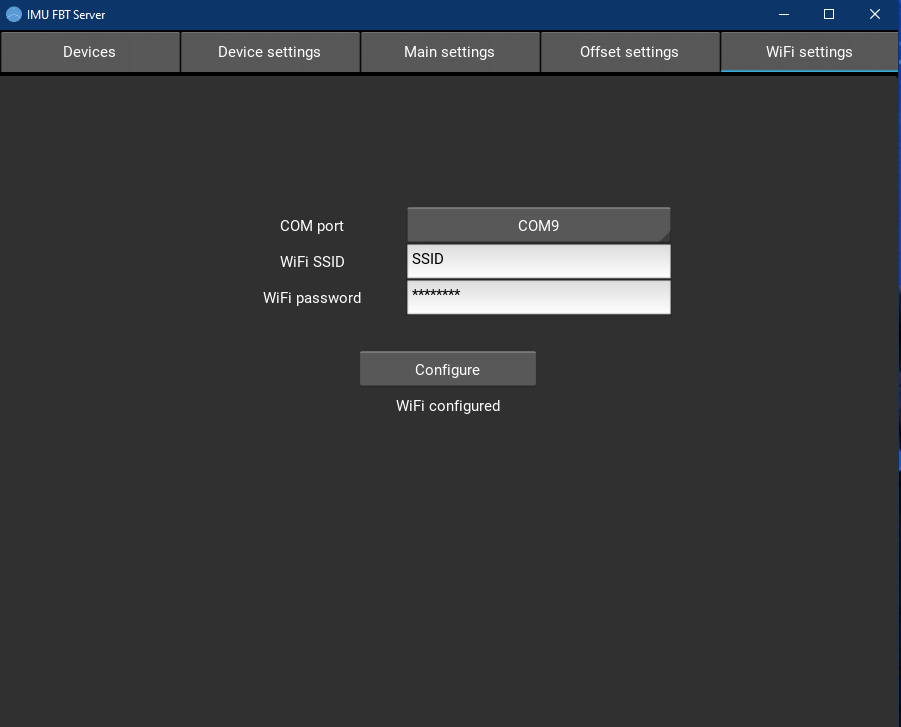 IMU FBT Server
Devices Device settings Main settings Offset settings WiFi settings
COM port COM9
WiFi SSID SSID
WiFi password ********
Configure
WiFi configured